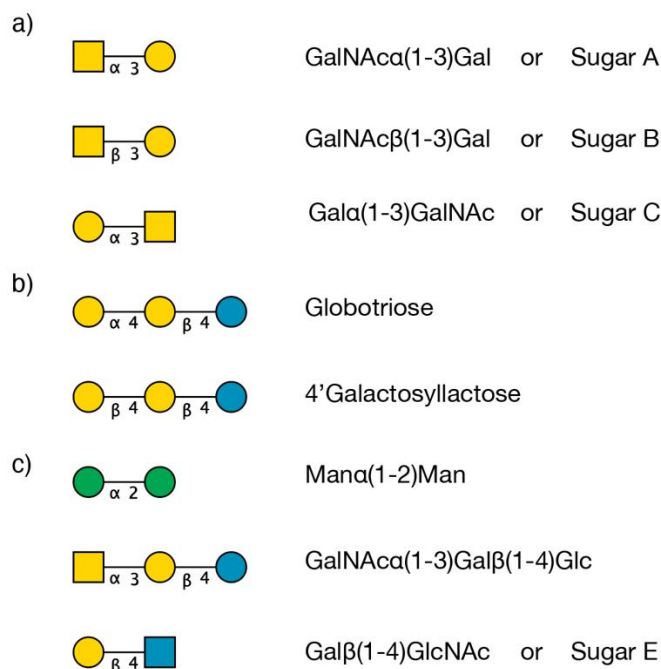 a)
α 3 GalNAcα(1-3)Gal or Sugar A
β 3 GalNAcβ(1-3)Gal or Sugar B
α 3 Galα(1-3)GalNAc or Sugar C
b)
α 4 β 4 Globotriose
β 4 β 4 4'Galactosyllactose
c)
α 2 Manα(1-2)Man
α 3 β 4 GalNAcα(1-3)Galβ(1-4)Glc
β 4 Galβ(1-4)GlcNAc or Sugar E